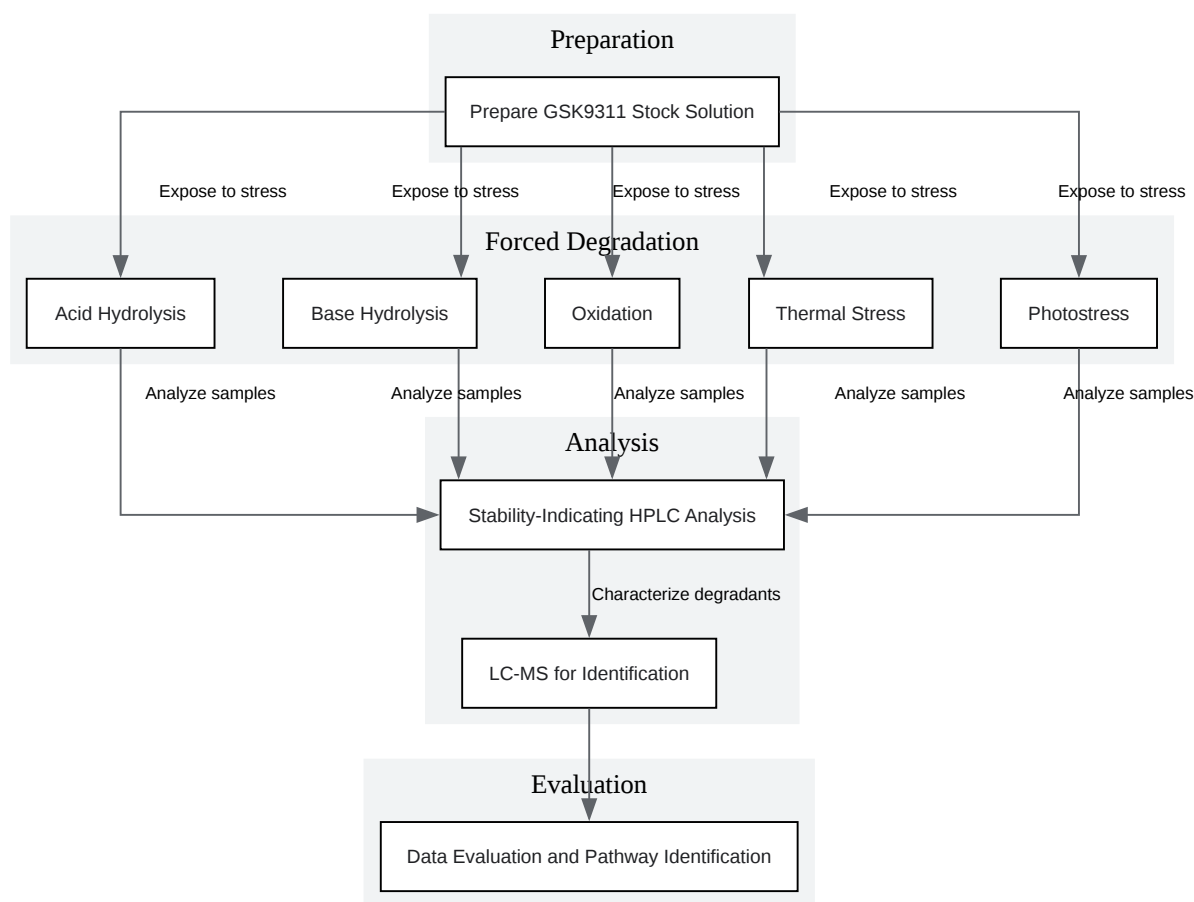 Preparation
Prepare GSK9311 Stock Solution
Expose to stress
Expose to stress
Expose to stress
Expose to stress
Expose to stress
Forced Degradation
Acid Hydrolysis
Base Hydrolysis
Oxidation
Thermal Stress
Photostress
Analyze samples
Analyze samples
Analyze samples
Analyze samples
Analyze samples
Analysis
Stability-Indicating HPLC Analysis
Characterize degradants
LC-MS for Identification
Evaluation
Data Evaluation and Pathway Identification